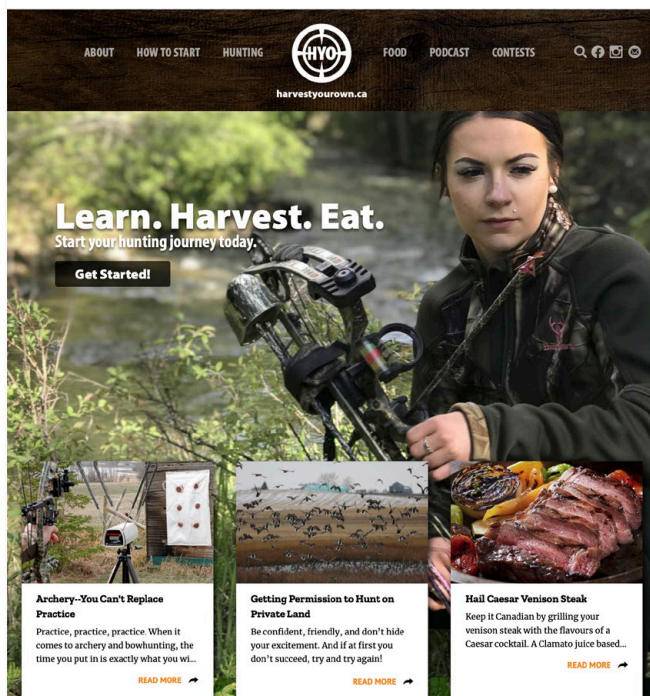 ABOUT
HOW TO START
HUNTING
HYO
FOOD
PODCAST
CONTESTS
harvestyourown.ca
Learn. Harvest. Eat.
Start your hunting journey today.
Get Started!
Archery--You Can't Replace
Practice
Practice, practice, practice. When it
comes to archery and bowhunting, the
time you put in is exactly what you wi...
READ MORE
Getting Permission to Hunt on
Private Land
Be confident, friendly, and don't hide
your excitement. And if at first you
don't succeed, try and try again!
READ MORE
Hail Caesar Venison Steak
Keep it Canadian by grilling your
venison steak with the flavours of a
Caesar cocktail. A Clamato juice based...
READ MORE